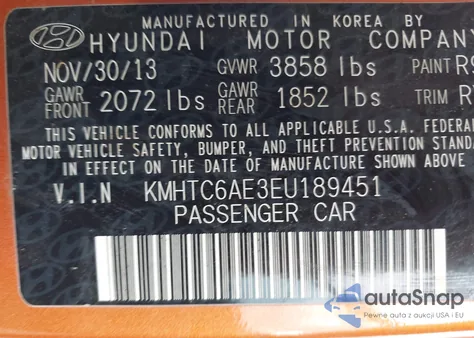 MANUFACTURED IN KOREA BY
HYUNDAI MOTOR COMPANY
NOV/30/13 GVWR 3858 lbs PAINT R9
GAWR FRONT 2072 lbs GAWR REAR 1852 lbs TRIM
THIS VEHICLE CONFORMS TO ALL APPLICABLE U.S.A. FEDERAL
MOTOR VEHICLE SAFETY, BUMPER, AND THEFT PREVENTION STANDA
IN EFFECT ON THE DATE OF MANUFACTURE SHOWN ABOVE.
V.I.N KMHTC6AE3EU189451
PASSENGER CAR
autoSnap
Pewne auta z aukcji USA i EU